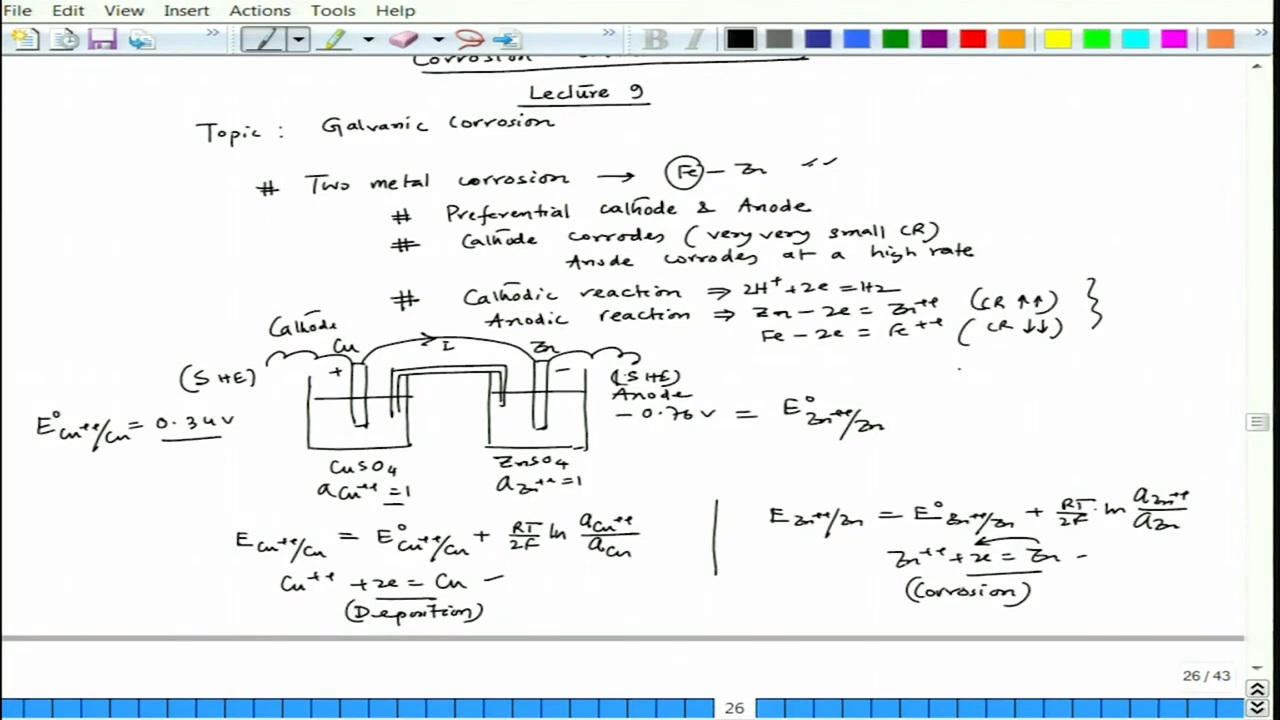 File Edit View Insert Actions Tools Help
B I
Corrosion
Lecture 9
Topic : Galvanic Corrosion
# Two metal corrosion → Fe - Zn
# Preferential cathode & Anode
# Cathode corrodes (very very small CR)
Anode corrodes at a high rate
# Cathodic reaction ⇒ 2H⁺ + 2e = H2
Anodic reaction ⇒ Zn - 2e = Zn⁺⁺ (CR ↑↑)
Fe - 2e = Fe⁺⁺ (CR ↓↓)
Cathode
Cu I Zn
(SHE) + - (SHE)
Anode
E°Cu⁺⁺/Cu = 0.34 V
- 0.76 V = E°Zn⁺⁺/Zn
CuSO4 ZnSO4
aCu⁺⁺ = 1 aZn⁺⁺ = 1
ECu⁺⁺/Cu = E°Cu⁺⁺/Cu + RT/2F ln aCu⁺⁺/aCu
Cu⁺⁺ + 2e = Cu -
(Deposition)
EZn⁺⁺/Zn = E°Zn⁺⁺/Zn + RT/2F . ln aZn⁺⁺/aZn
Zn⁺⁺ + 2e = Zn -
(Corrosion)
26 / 43
26